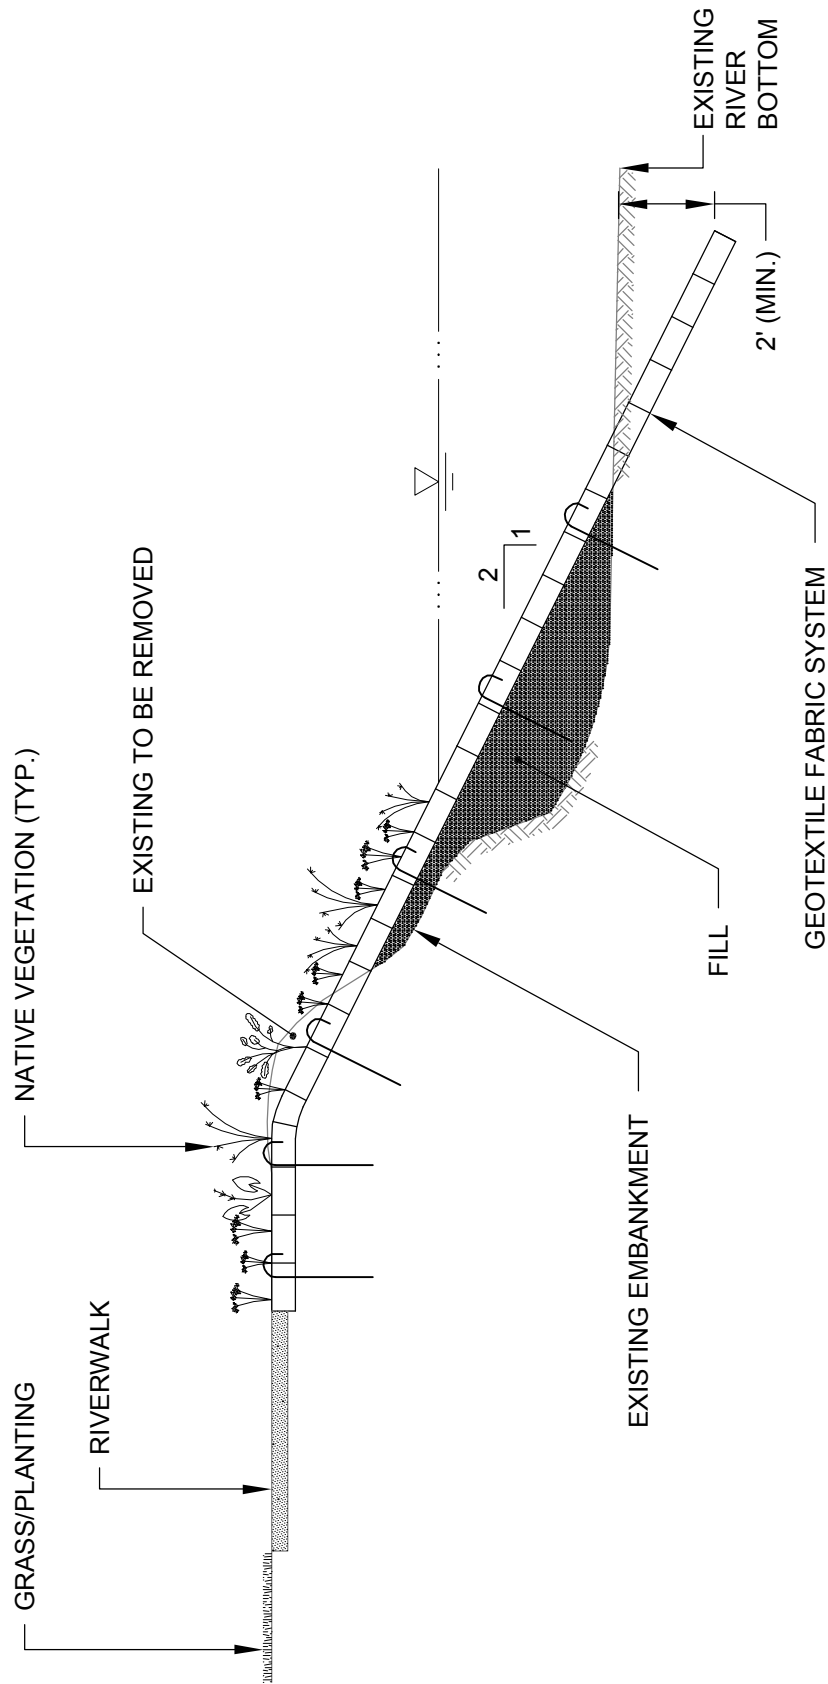 GRASS/PLANTING
RIVERWALK
NATIVE VEGETATION (TYP.)
EXISTING TO BE REMOVED
2
1
EXISTING
RIVER
BOTTOM
2' (MIN.)
EXISTING EMBANKMENT
FILL
GEOTEXTILE FABRIC SYSTEM